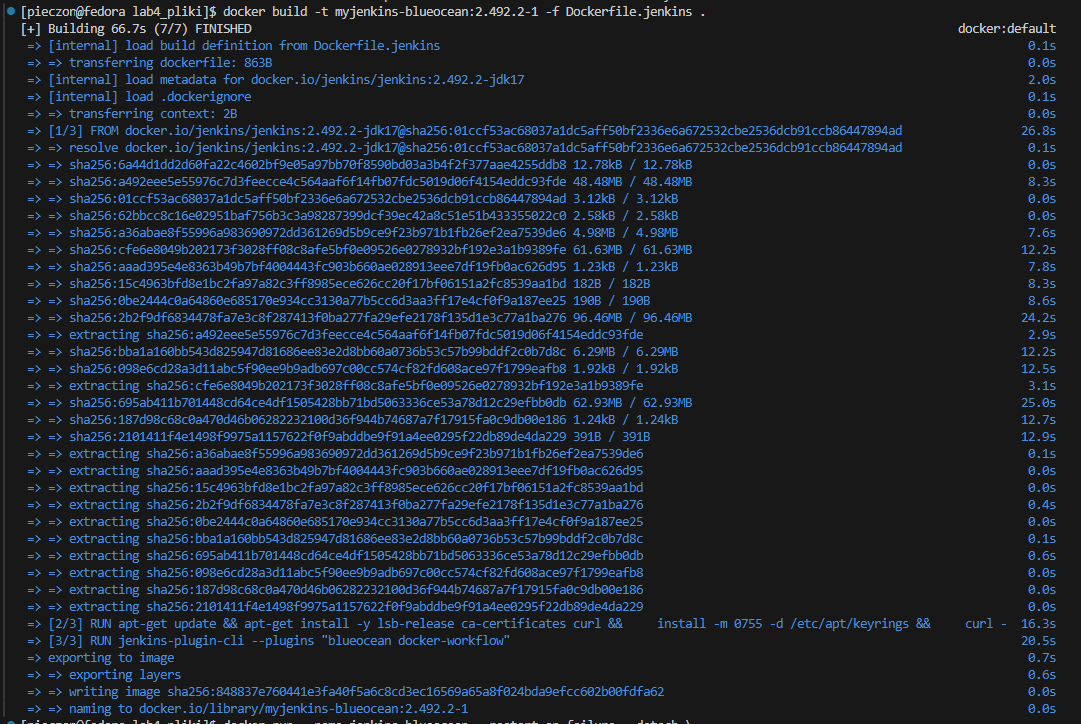 [pieczon@fedora lab4_pliki]$ docker build -t myjenkins-blueocean:2.492.2-1 -f Dockerfile.jenkins .
[+] Building 66.7s (7/7) FINISHED docker:default
=> [internal] load build definition from Dockerfile.jenkins 0.1s
=> => transferring dockerfile: 863B 0.0s
=> [internal] load metadata for docker.io/jenkins/jenkins:2.492.2-jdk17 2.0s
=> [internal] load .dockerignore 0.1s
=> => transferring context: 2B 0.0s
=> [1/3] FROM docker.io/jenkins/jenkins:2.492.2-jdk17@sha256:01ccf53ac68037a1dc5aff50bf2336e6a672532cbe2536dcb91ccb86447894ad 26.8s
=> => resolve docker.io/jenkins/jenkins:2.492.2-jdk17@sha256:01ccf53ac68037a1dc5aff50bf2336e6a672532cbe2536dcb91ccb86447894ad 0.1s
=> => sha256:6a44d1dd2d60fa22c4602bf9e05a97bb70f8590bd03a3b4f2f377aae4255ddb8 12.78kB / 12.78kB 0.0s
=> => sha256:a492eee5e55976c7d3feecce4c564aaf6f14fb07fdc5019d06f4154eddc93fde 48.48MB / 48.48MB 8.3s
=> => sha256:01ccf53ac68037a1dc5aff50bf2336e6a672532cbe2536dcb91ccb86447894ad 3.12kB / 3.12kB 0.0s
=> => sha256:62bbcc8c16e02951baf756b3c3a98287399dcf39ec42a8c51e51b433355022c0 2.58kB / 2.58kB 0.0s
=> => sha256:a36abae8f55996a983690972dd361269d5b9ce9f23b971b1fb26ef2ea7539de6 4.98MB / 4.98MB 7.6s
=> => sha256:cfe6e8049b202173f3028ff08c8afe5bf0e09526e0278932bf192e3a1b9389fe 61.63MB / 61.63MB 12.2s
=> => sha256:aaad395e4e8363b49b7bf4004443fc903b660ae028913eee7df19fb0ac626d95 1.23kB / 1.23kB 7.8s
=> => sha256:15c4963bfd8e1bc2fa97a82c3ff8985ece626cc20f17bf06151a2fc8539aa1bd 182B / 182B 8.3s
=> => sha256:0be2444c0a64860e685170e934cc3130a77b5cc6d3aa3ff17e4cf0f9a187ee25 190B / 190B 8.6s
=> => sha256:2b2f9df6834478fa7e3c8f287413f0ba277fa29efe2178f135d1e3c77a1ba276 96.46MB / 96.46MB 24.2s
=> => extracting sha256:a492eee5e55976c7d3feecce4c564aaf6f14fb07fdc5019d06f4154eddc93fde 2.9s
=> => sha256:bba1a160bb543d825947d81686ee83e2d8bb60a0736b53c57b99bddf2c0b7d8c 6.29MB / 6.29MB 12.2s
=> => sha256:098e6cd28a3d11abc5f90ee9b9adb697c00cc574cf82fd608ace97f1799eafb8 1.92kB / 1.92kB 12.5s
=> => extracting sha256:cfe6e8049b202173f3028ff08c8afe5bf0e09526e0278932bf192e3a1b9389fe 3.1s
=> => sha256:695ab411b701448cd64ce4df1505428bb71bd5063336ce53a78d12c29efbb0db 62.93MB / 62.93MB 25.0s
=> => sha256:187d98c68c0a470d46b06282232100d36f944b74687a7f17915fa0c9db00e186 1.24kB / 1.24kB 12.7s
=> => sha256:2101411f4e1498f9975a1157622f0f9abddbe9f91a4ee0295f22db89de4da229 391B / 391B 12.9s
=> => extracting sha256:a36abae8f55996a983690972dd361269d5b9ce9f23b971b1fb26ef2ea7539de6 0.1s
=> => extracting sha256:aaad395e4e8363b49b7bf4004443fc903b660ae028913eee7df19fb0ac626d95 0.0s
=> => extracting sha256:15c4963bfd8e1bc2fa97a82c3ff8985ece626cc20f17bf06151a2fc8539aa1bd 0.0s
=> => extracting sha256:2b2f9df6834478fa7e3c8f287413f0ba277fa29efe2178f135d1e3c77a1ba276 0.4s
=> => extracting sha256:0be2444c0a64860e685170e934cc3130a77b5cc6d3aa3ff17e4cf0f9a187ee25 0.0s
=> => extracting sha256:bba1a160bb543d825947d81686ee83e2d8bb60a0736b53c57b99bddf2c0b7d8c 0.1s
=> => extracting sha256:695ab411b701448cd64ce4df1505428bb71bd5063336ce53a78d12c29efbb0db 0.6s
=> => extracting sha256:098e6cd28a3d11abc5f90ee9b9adb697c00cc574cf82fd608ace97f1799eafb8 0.0s
=> => extracting sha256:187d98c68c0a470d46b06282232100d36f944b74687a7f17915fa0c9db00e186 0.0s
=> => extracting sha256:2101411f4e1498f9975a1157622f0f9abddbe9f91a4ee0295f22db89de4da229 0.0s
=> [2/3] RUN apt-get update && apt-get install -y lsb-release ca-certificates curl &&     install -m 0755 -d /etc/apt/keyrings &&     curl - 16.3s
=> [3/3] RUN jenkins-plugin-cli --plugins "blueocean docker-workflow" 20.5s
=> exporting to image 0.7s
=> => exporting layers 0.6s
=> => writing image sha256:848837e760441e3fa40f5a6c8cd3ec16569a65a8f024bda9efcc602b00fdfa62 0.0s
=> => naming to docker.io/library/myjenkins-blueocean:2.492.2-1 0.0s